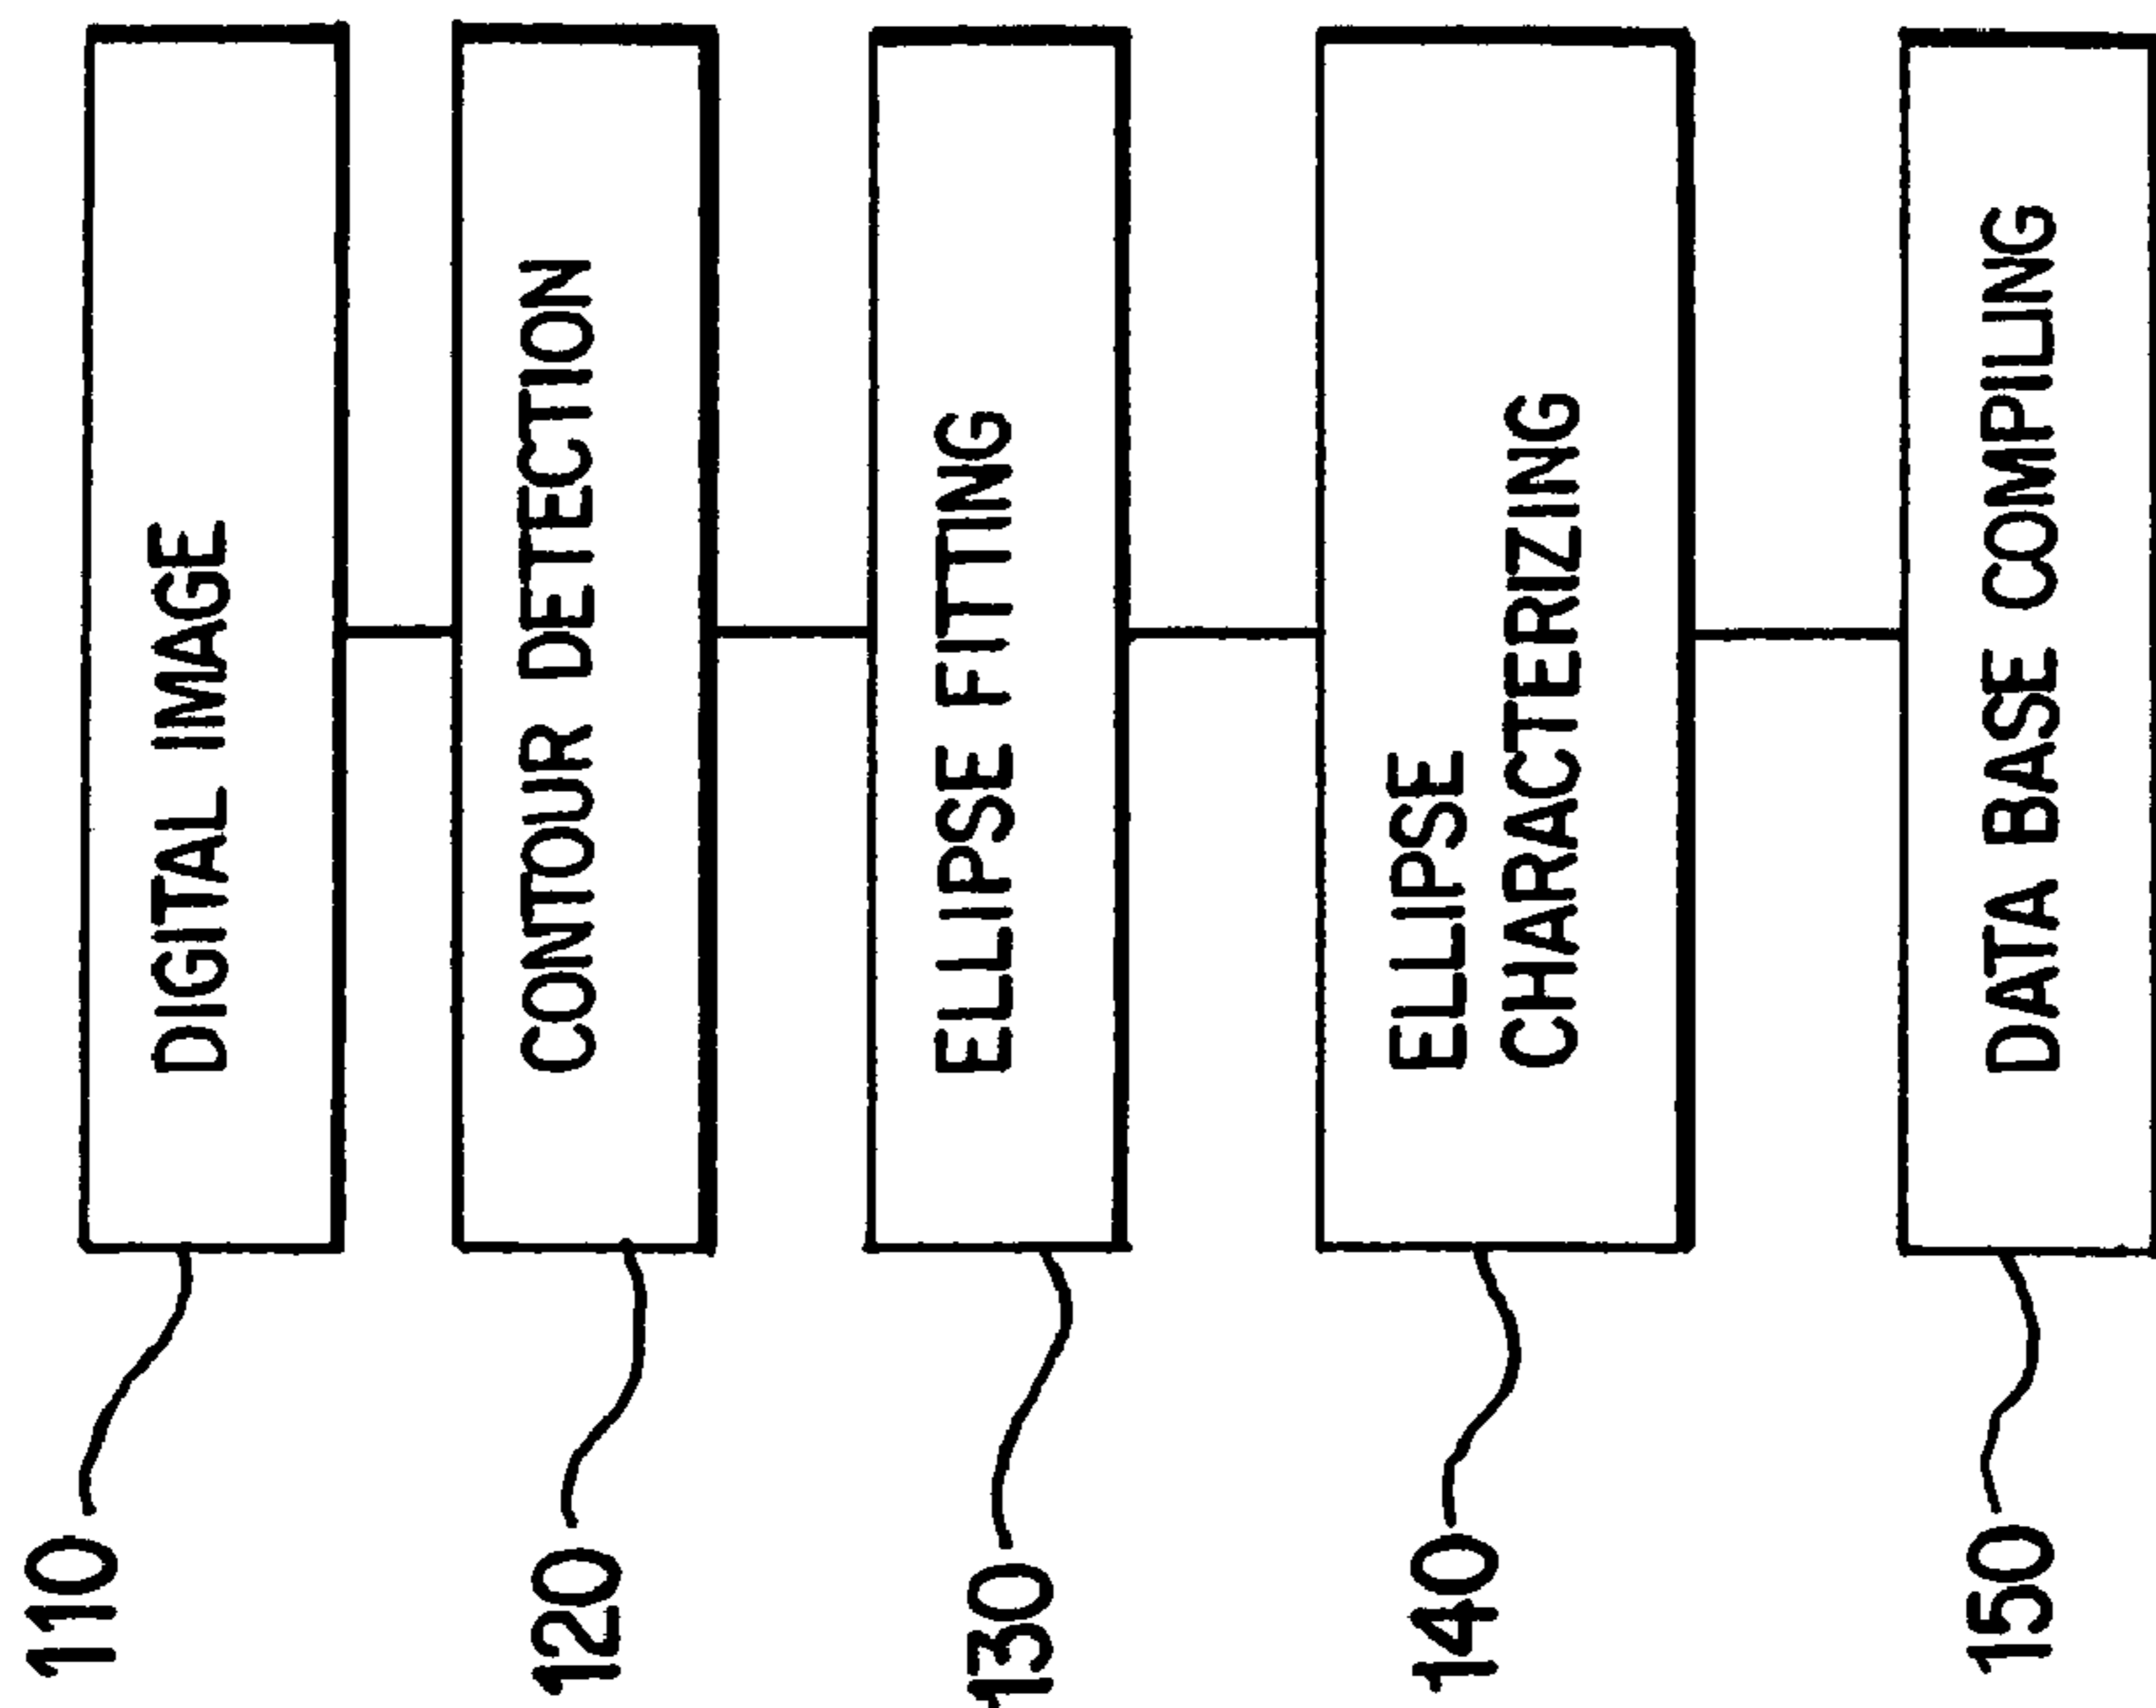 110
DIGITAL IMAGE
120
CONTOUR DETECTION
130
ELLIPSE FITTING
140
ELLIPSE
CHARACTERIZING
150
DATA BASE COMPILING